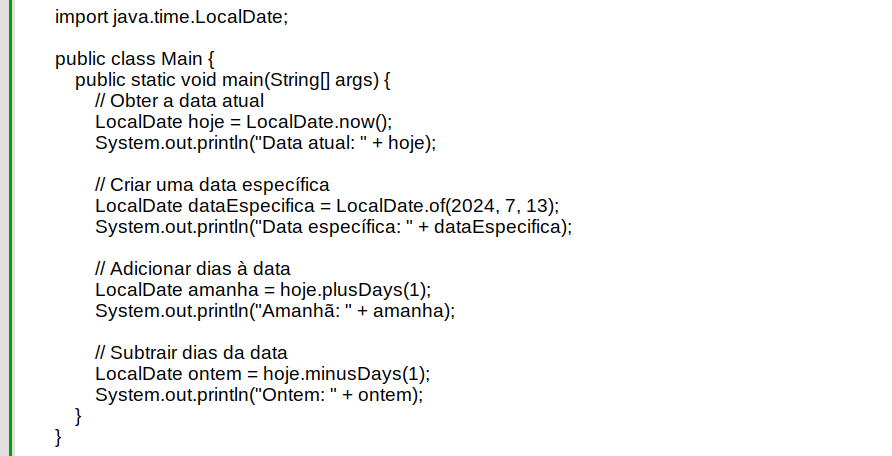 import java.time.LocalDate;
public class Main {
public static void main(String[] args) {
// Obter a data atual
LocalDate hoje = LocalDate.now();
System.out.println("Data atual: " + hoje);
// Criar uma data específica
LocalDate dataEspecifica = LocalDate.of(2024, 7, 13);
System.out.println("Data específica: " + dataEspecifica);
// Adicionar dias à data
LocalDate amanha = hoje.plusDays(1);
System.out.println("Amanhã: " + amanha);
// Subtrair dias da data
LocalDate ontem = hoje.minusDays(1);
System.out.println("Ontem: " + ontem);
}
}